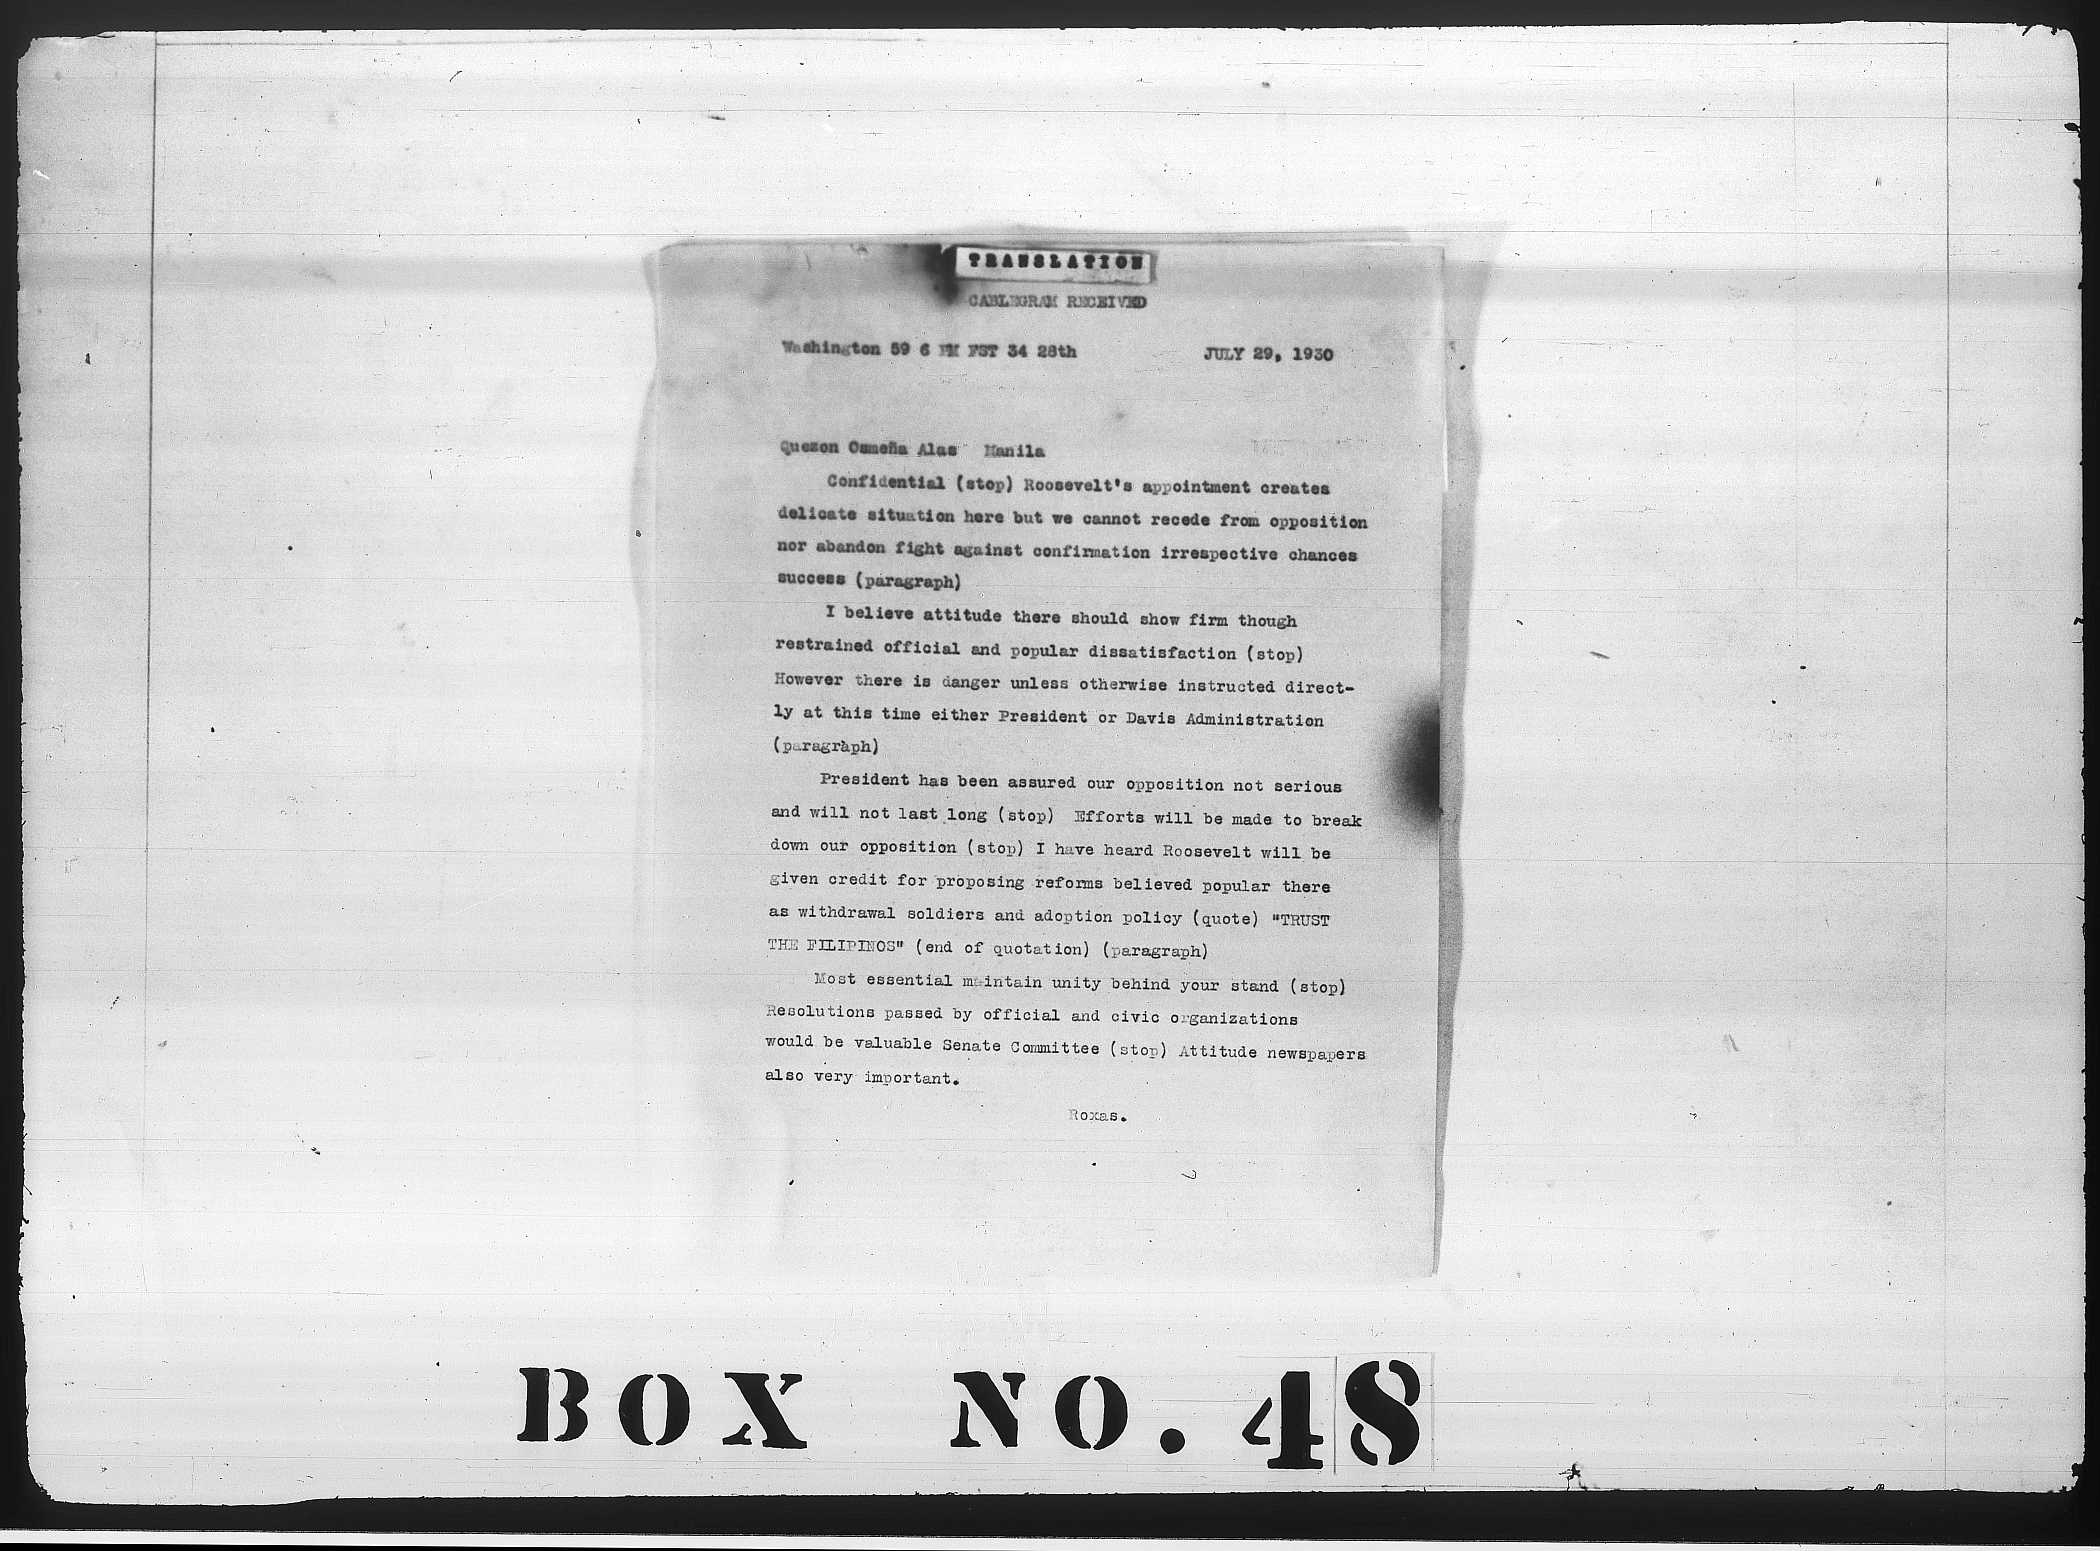 TRANSLATION
CABLEGRAM RECEIVED
Washington 59 6 PM FST 34 28th JULY 29, 1930
Quezon Osmeña Alas Manila
Confidential (stop) Roosevelt's appointment creates
delicate situation here but we cannot recede from opposition
nor abandon fight against confirmation irrespective chances
success (paragraph)
I believe attitude there should show firm though
restrained official and popular dissatisfaction (stop)
However there is danger unless otherwise instructed direct-
ly at this time either President or Davis Administration
(paragraph)
President has been assured our opposition not serious
and will not last long (stop) Efforts will be made to break
down our opposition (stop) I have heard Roosevelt will be
given credit for proposing reforms believed popular there
as withdrawal soldiers and adoption policy (quote) "TRUST
THE FILIPINOS" (end of quotation) (paragraph)
Most essential maintain unity behind your stand (stop)
Resolutions passed by official and civic organizations
would be valuable Senate Committee (stop) Attitude newspapers
also very important.
Roxas.
BOX NO. 48